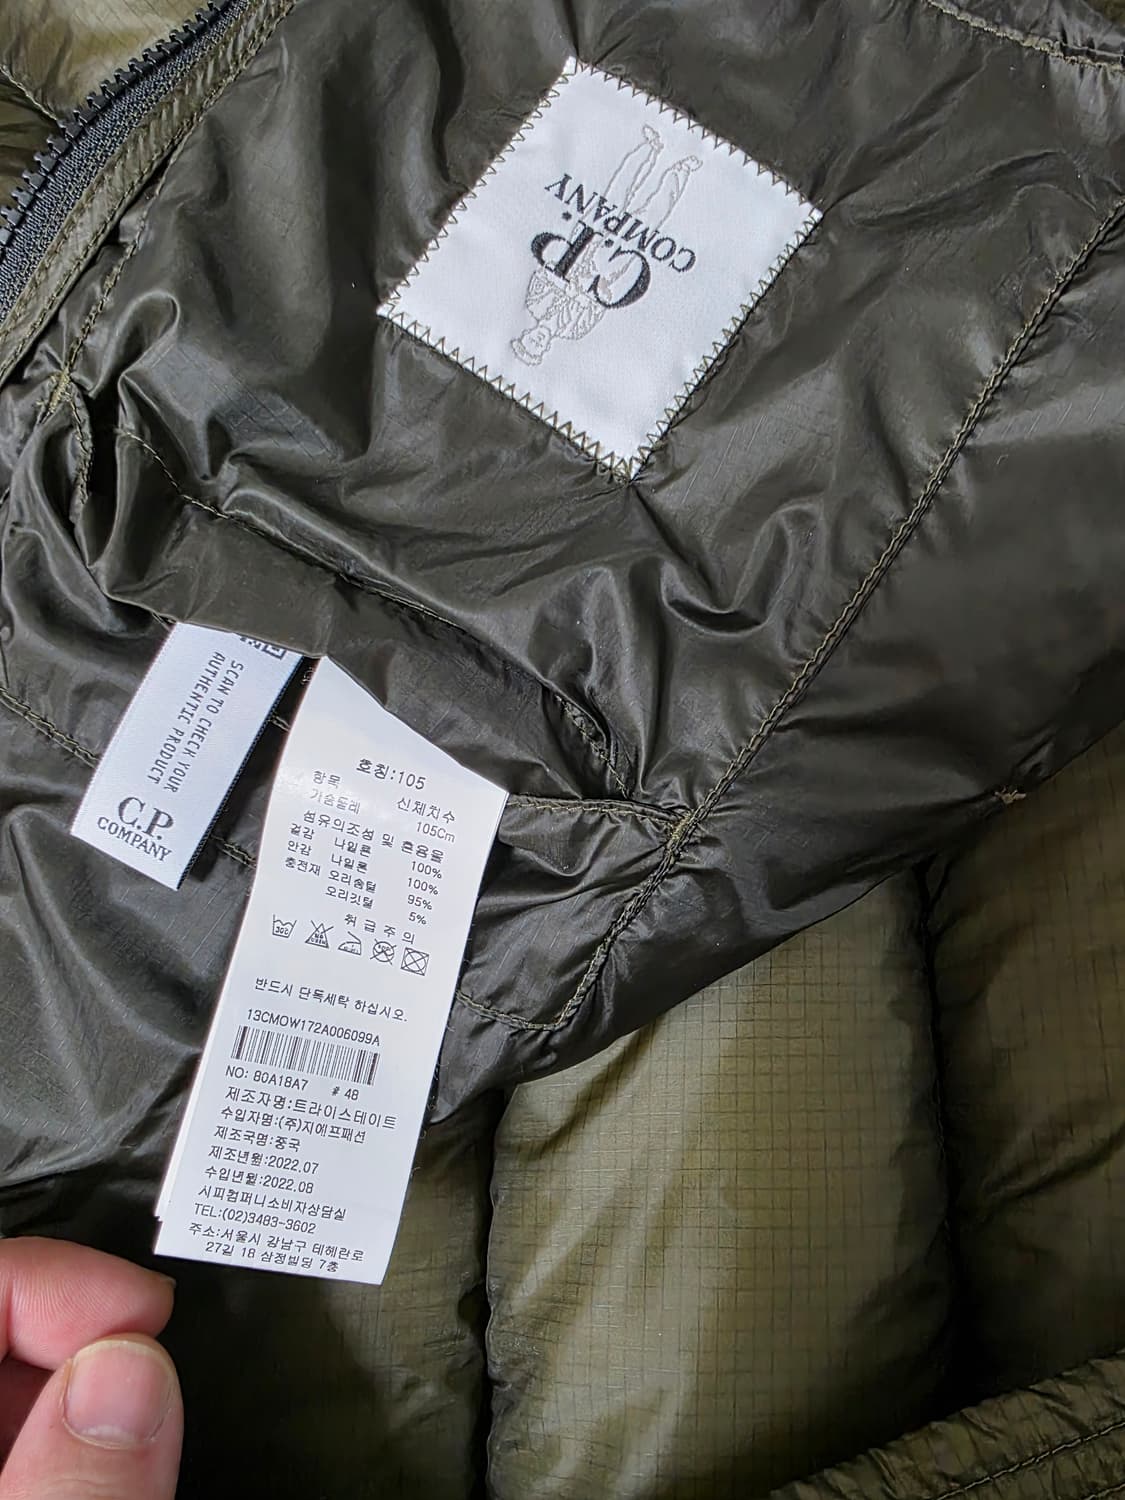 C.P.
COMPANY
SCAN TO CHECK YOUR
AUTHENTIC PRODUCT
C.P.
COMPANY
호칭:105
항목 신체치수
가슴둘레 105Cm
섬유의조성 및 혼용율
겉감 나일론 100%
안감 나일론 100%
충전재 오리솜털 95%
오리깃털 5%
취급주의
30℃
반드시 단독세탁 하십시오.
13CMOW172A006099A
NO: 80A18A7 # 48
제조자명:트라이스테이트
수입자명:(주)지에프패션
제조국명:중국
제조년월:2022.07
수입년월:2022.08
시피컴퍼니소비자상담실
TEL:(02)3483-3602
주소:서울시 강남구 테헤란로
27길 18 삼정빌딩 7층